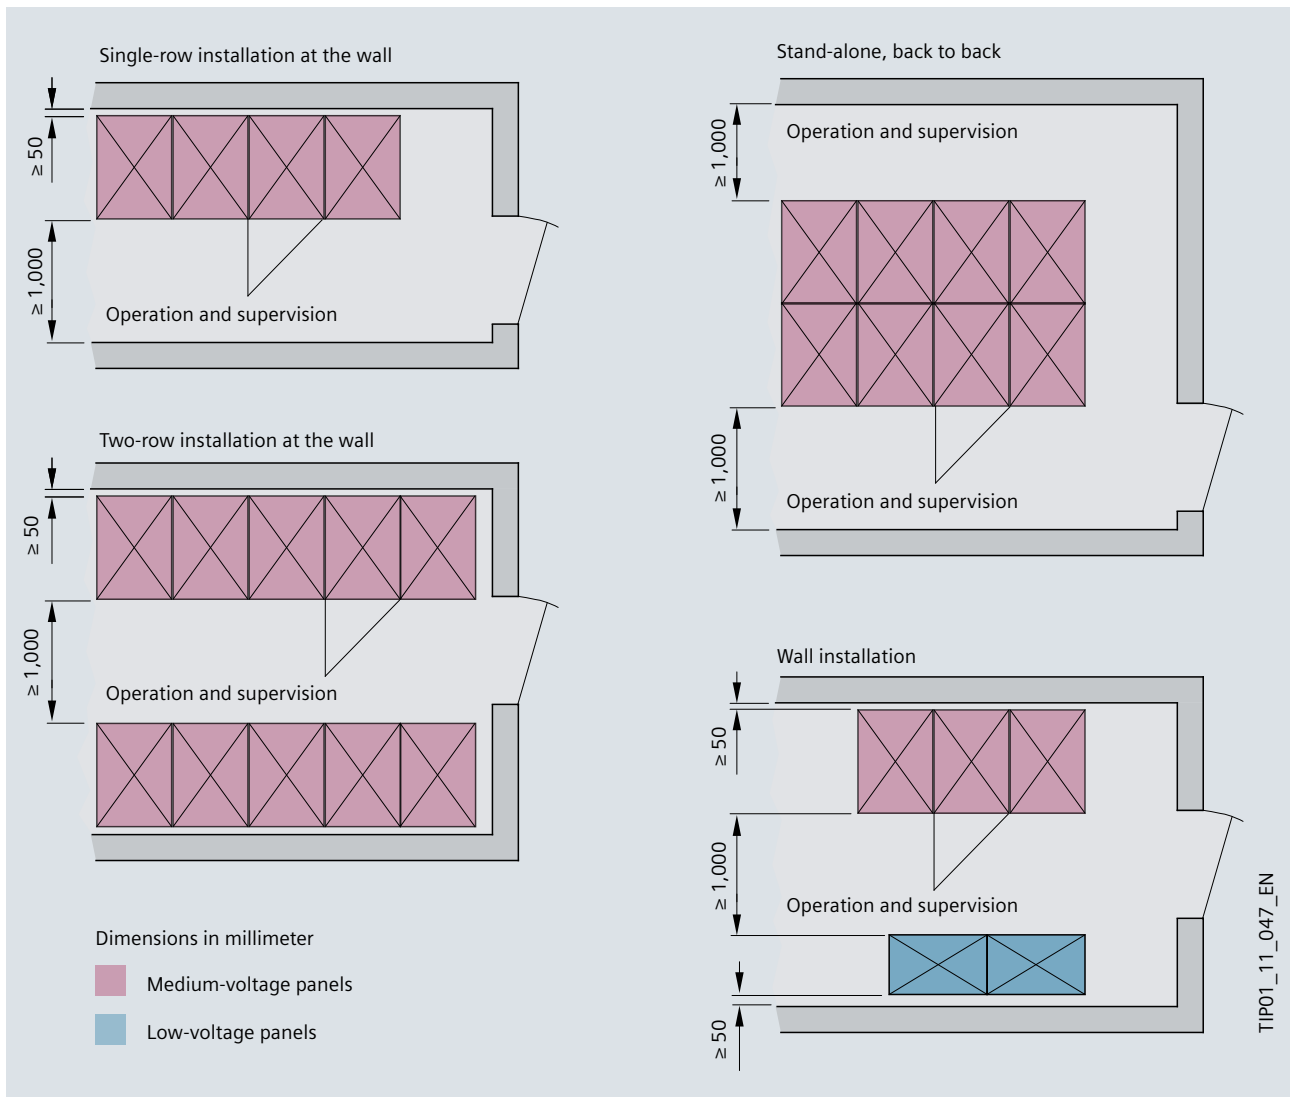 Single-row installation at the wall
≥ 50
≥ 1,000
Operation and supervision
Two-row installation at the wall
≥ 50
≥ 1,000
Operation and supervision
Dimensions in millimeter
Medium-voltage panels
Low-voltage panels
Stand-alone, back to back
≥ 1,000
Operation and supervision
≥ 1,000
Operation and supervision
Wall installation
≥ 50
≥ 1,000
Operation and supervision
≥ 50
TIP01_11_047_EN